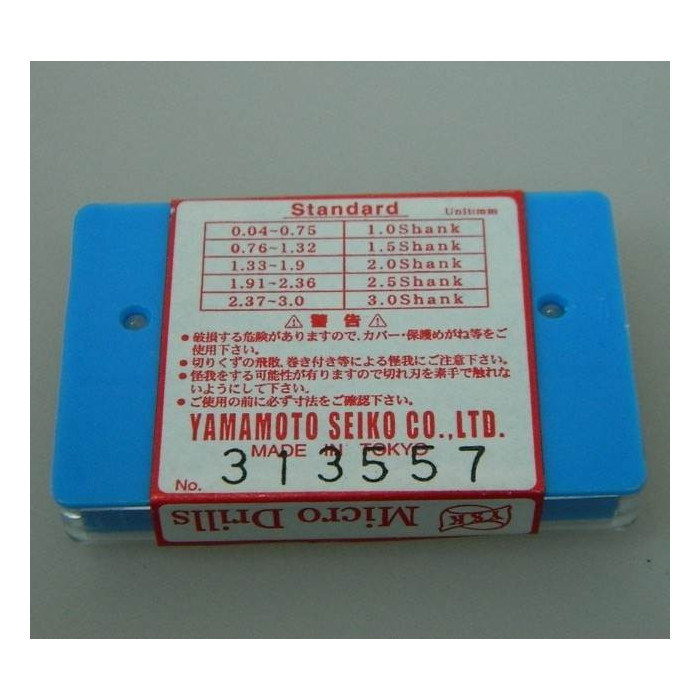 Standard Unit:mm
0.04~0.75 1.0Shank
0.76~1.32 1.5Shank
1.33~1.9 2.0Shank
1.91~2.36 2.5Shank
2.37~3.0 3.0Shank
⚠ 警告 ⚠
●破損する危険がありますので、カバー・保護めがね等をご
使用下さい。
●切りくずの飛散、巻き付き等による怪我にご注意下さい。
●怪我をする可能性が有りますので切れ刃を素手で触れな
いようにして下さい。
●ご使用の前に必ず寸法をご確認下さい。
YAMAMOTO SEIKO CO.,LTD.
MADE IN TOKYO
No. 313557
Micro Drills
YSK